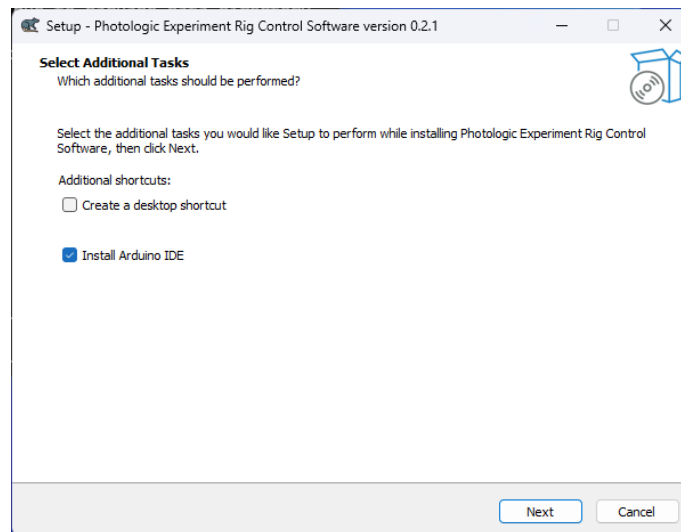 Setup - Photologic Experiment Rig Control Software version 0.2.1
Select Additional Tasks
Which additional tasks should be performed?
Select the additional tasks you would like Setup to perform while installing Photologic Experiment Rig Control
Software, then click Next.
Additional shortcuts:
Create a desktop shortcut
Install Arduino IDE
Next
Cancel